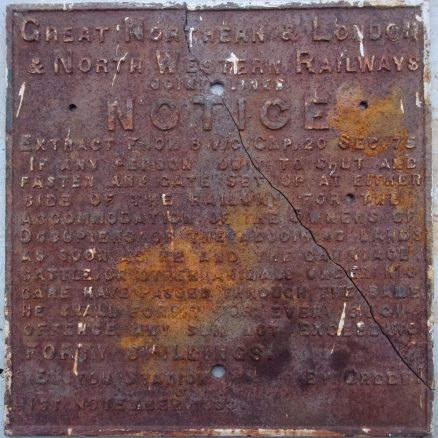 GREAT NORTHERN & LONDON
& NORTH WESTERN RAILWAYS
JOINT LINES
NOTICE
EXTRACT FROM 8 VIC CAP. 20 SEC. 75
IF ANY PERSON OMIT TO SHUT AND
FASTEN ANY GATE SET UP AT EITHER
SIDE OF THE RAILWAY FOR THE
ACCOMMODATION OF THE OWNERS OR
OCCUPIERS OF THE ADJOINING LANDS
AS SOON AS HE AND THE CARRIAGE
CATTLE OR OTHER ANIMALS UNDER HIS
CARE HAVE PASSED THROUGH THE SAME
HE SHALL FORFEIT FOR EVERY SUCH
OFFENCE ANY SUM NOT EXCEEDING
FORTY SHILLINGS.
EUSTON STATION BY ORDER
1ST NOVEMBER